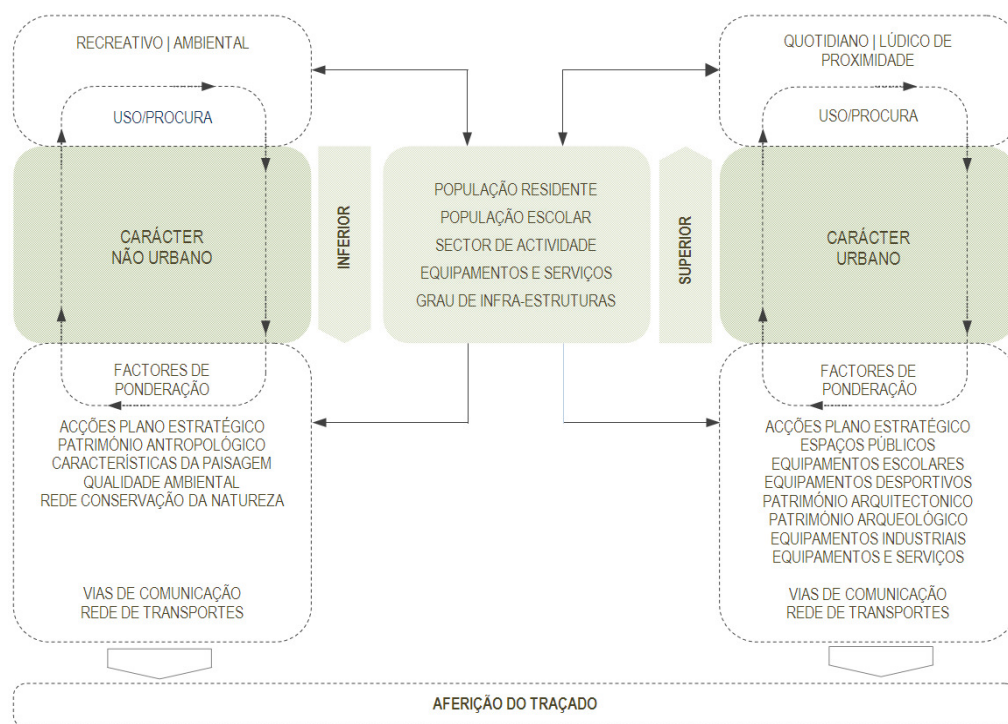 RECREATIVO | AMBIENTAL
USO/PROCURA
CARÁCTER
NÃO URBANO
FACTORES DE
PONDERAÇÃO
ACÇÕES PLANO ESTRATÉGICO
PATRIMÓNIO ANTROPOLÓGICO
CARACTERÍSTICAS DA PAISAGEM
QUALIDADE AMBIENTAL
REDE CONSERVAÇÃO DA NATUREZA
VIAS DE COMUNICAÇÃO
REDE DE TRANSPORTES
INFERIOR
POPULAÇÃO RESIDENTE
POPULAÇÃO ESCOLAR
SECTOR DE ACTIVIDADE
EQUIPAMENTOS E SERVIÇOS
GRAU DE INFRA-ESTRUTURAS
SUPERIOR
QUOTIDIANO | LÚDICO DE
PROXIMIDADE
USO/PROCURA
CARÁCTER
URBANO
FACTORES DE
PONDERAÇÃO
ACÇÕES PLANO ESTRATÉGICO
ESPAÇOS PÚBLICOS
EQUIPAMENTOS ESCOLARES
EQUIPAMENTOS DESPORTIVOS
PATRIMÓNIO ARQUITECTONICO
PATRIMÓNIO ARQUEOLÓGICO
EQUIPAMENTOS INDUSTRIAIS
EQUIPAMENTOS E SERVIÇOS
VIAS DE COMUNICAÇÃO
REDE DE TRANSPORTES
AFERIÇÃO DO TRAÇADO